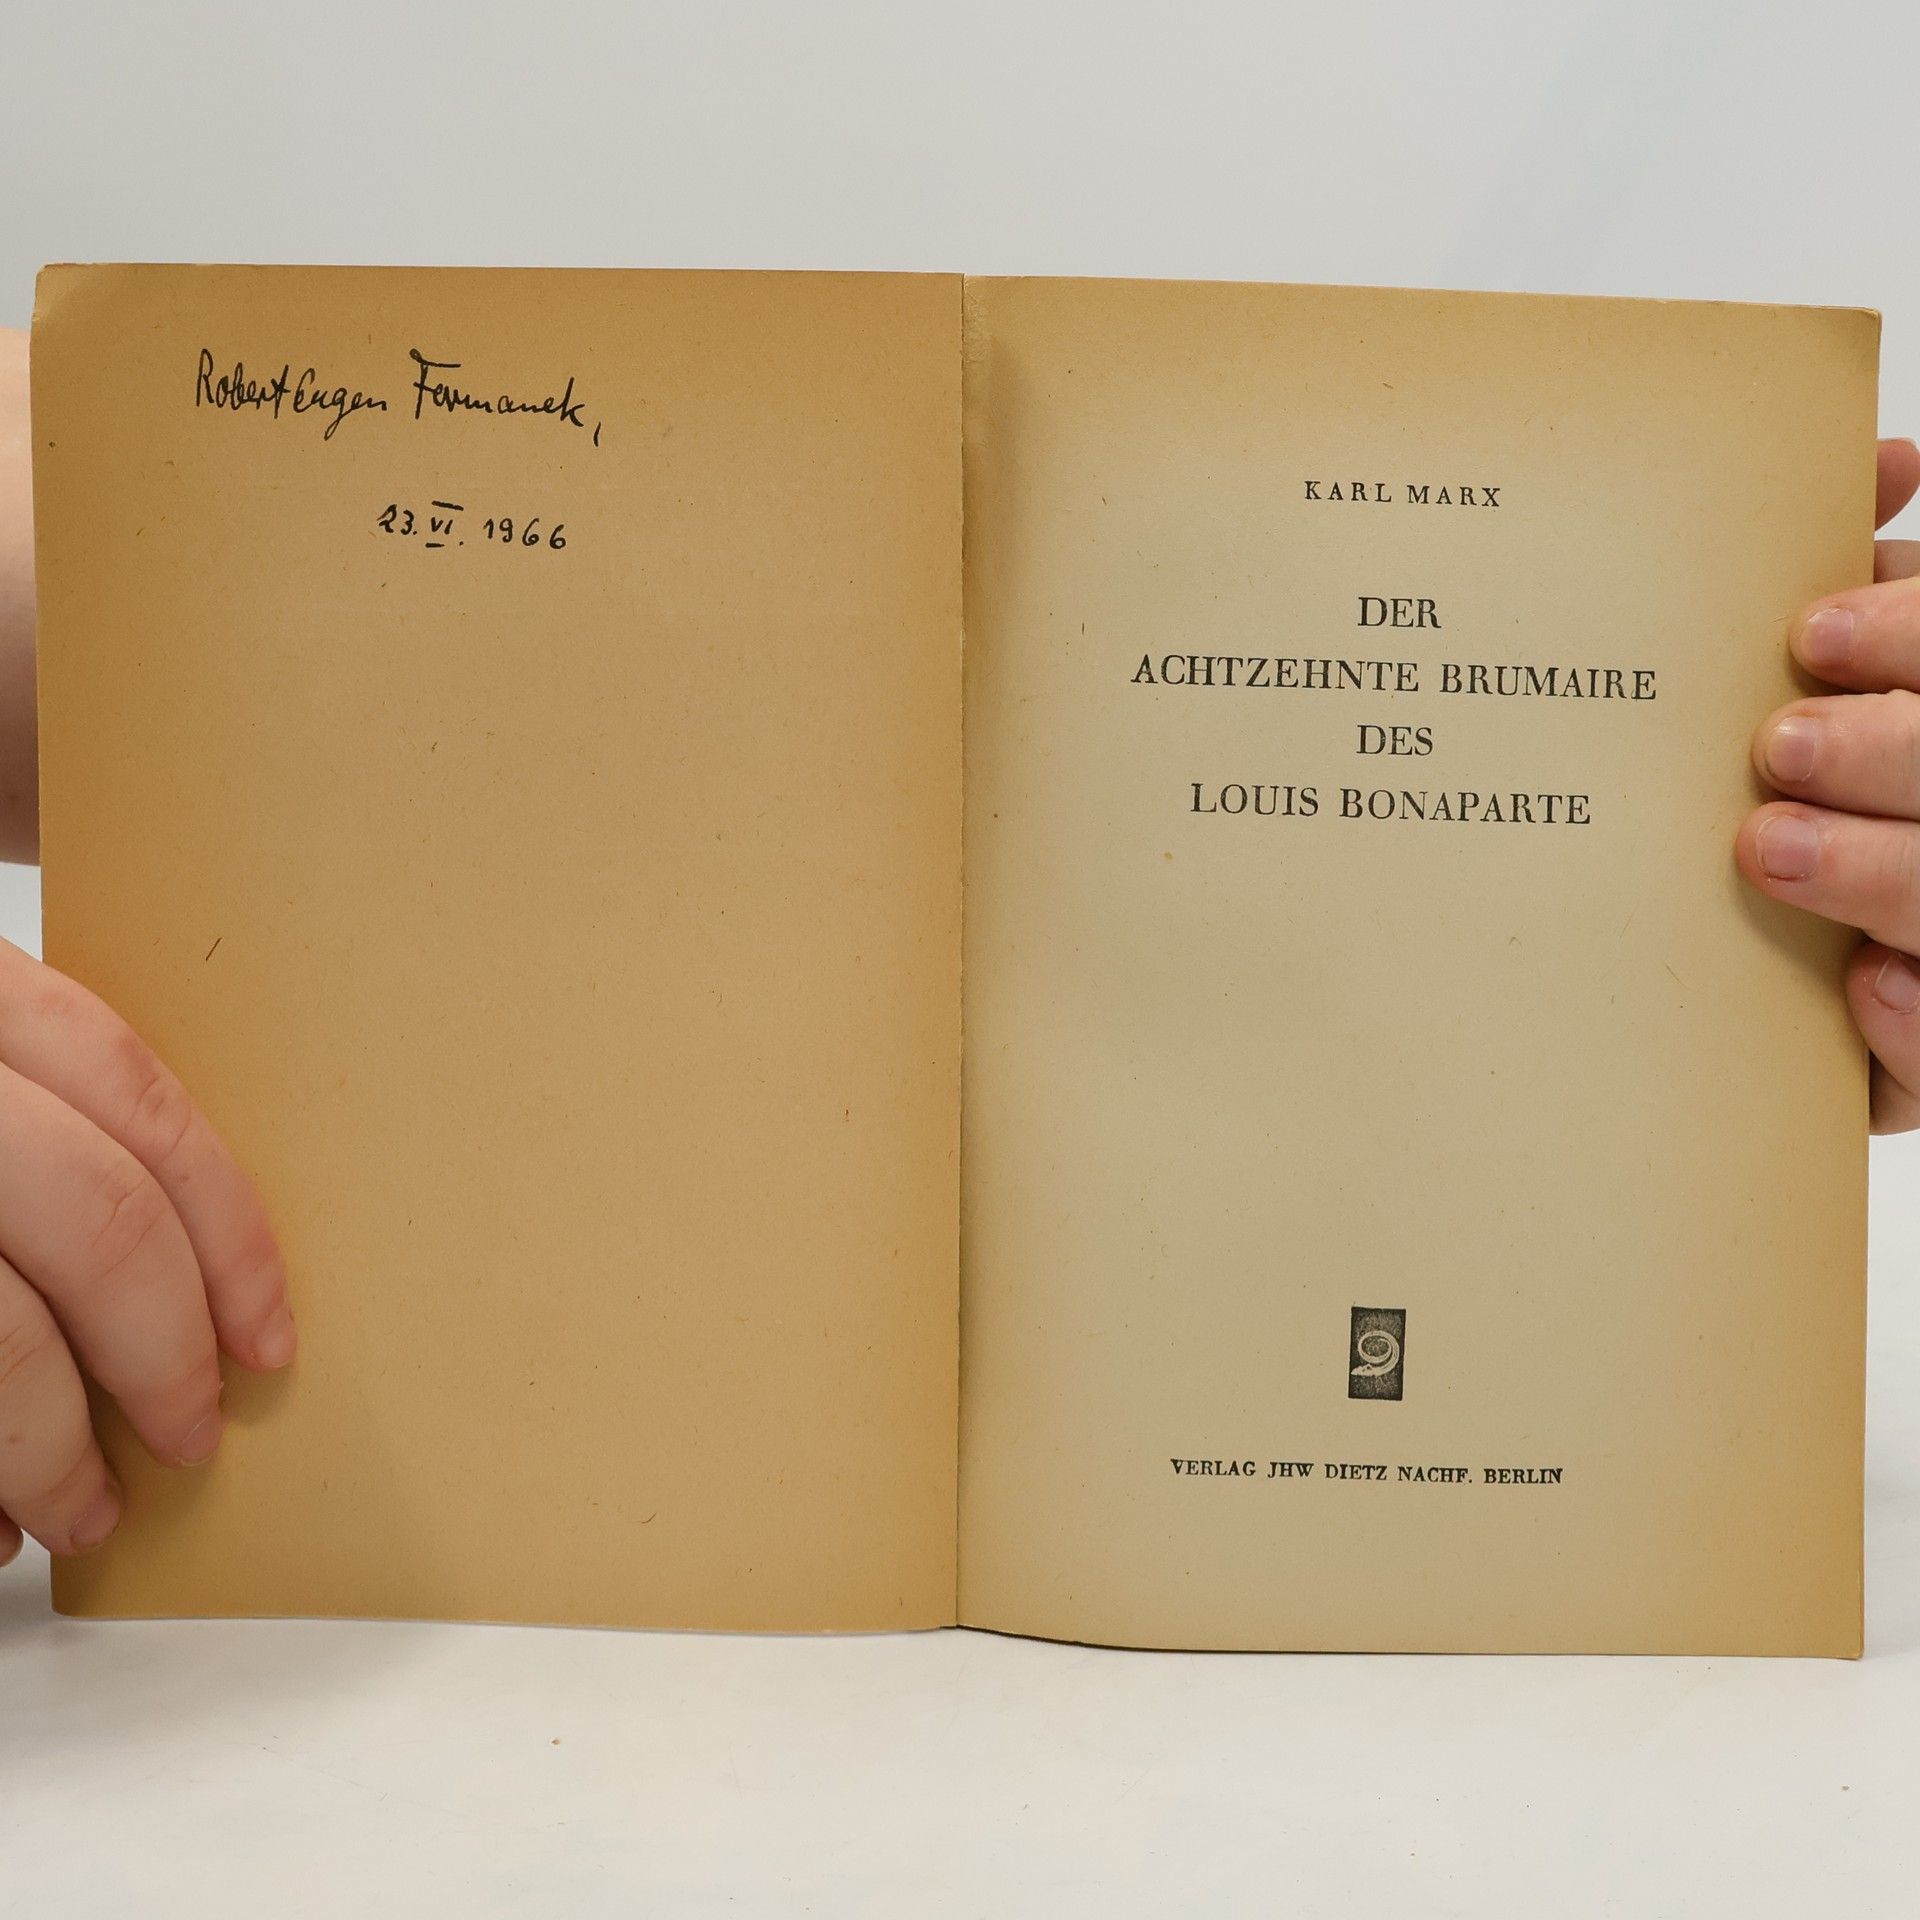 Robert Eugen Fermanek,
23. VI. 1966
KARL MARX
DER
ACHTZEHNTE BRUMAIRE
DES
LOUIS BONAPARTE
VERLAG JHW DIETZ NACHF. BERLIN